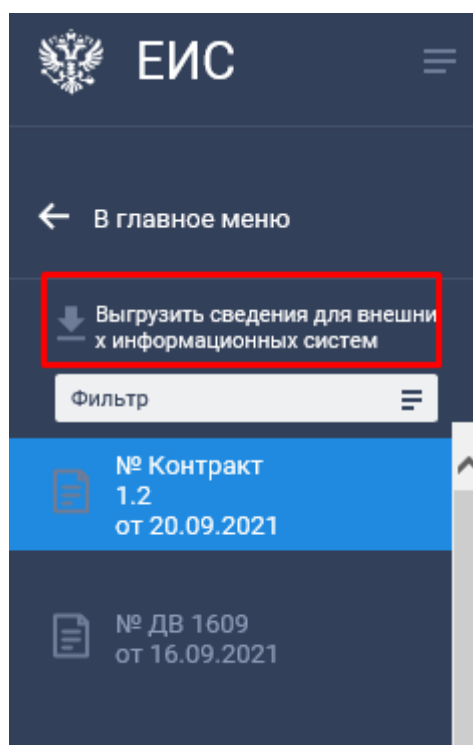 ЕИС
В главное меню
Выгрузить сведения для внешни
х информационных систем
Фильтр
№ Контракт
1.2
от 20.09.2021
№ ДВ 1609
от 16.09.2021